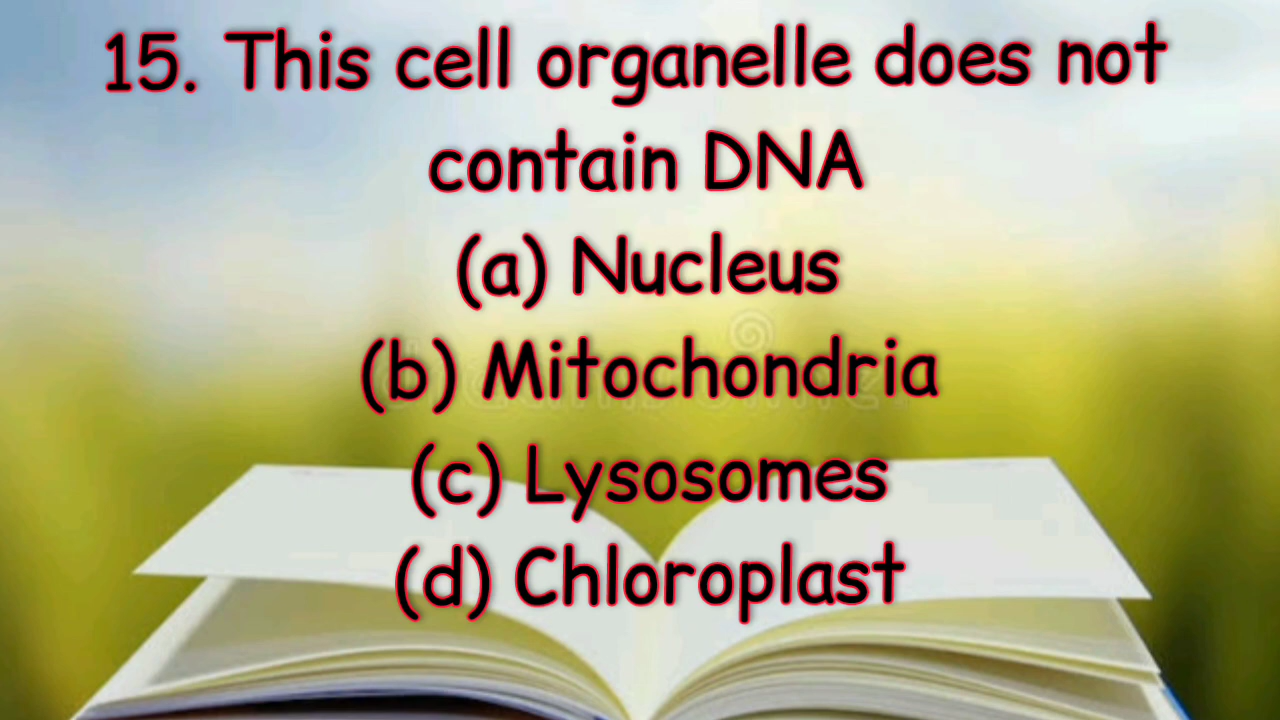 15. This cell organelle does not
contain DNA
(a) Nucleus
(b) Mitochondria
(c) Lysosomes
(d) Chloroplast